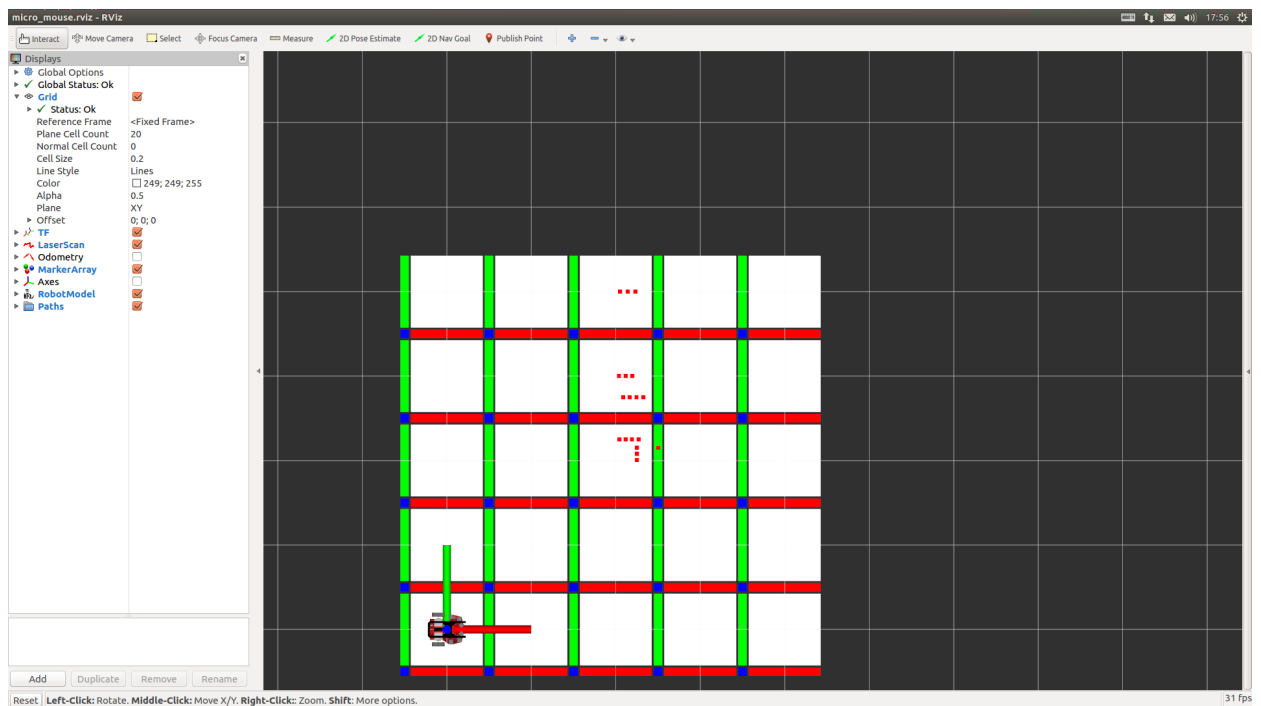 micro_mouse.rviz - RViz
17:56
Interact Move Camera Select Focus Camera Measure 2D Pose Estimate 2D Nav Goal Publish Point
Displays
Global Options
Global Status: Ok
Grid
Status: Ok
Reference Frame <Fixed Frame>
Plane Cell Count 20
Normal Cell Count 0
Cell Size 0.2
Line Style Lines
Color 249; 249; 255
Alpha 0.5
Plane XY
Offset 0; 0; 0
TF
LaserScan
Odometry
MarkerArray
Axes
RobotModel
Paths
Add Duplicate Remove Rename
Reset Left-Click: Rotate. Middle-Click: Move X/Y. Right-Click:: Zoom. Shift: More options. 31 fps